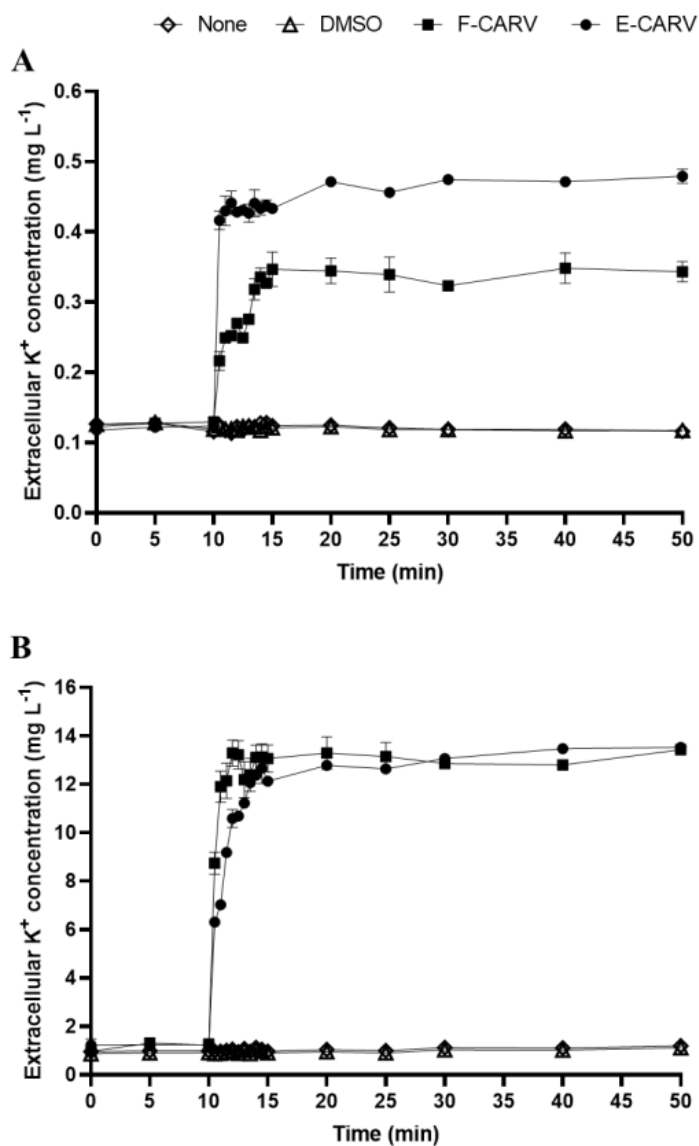 None DMSO F-CARV E-CARV
A
Extracellular K⁺ concentration (mg L⁻¹)
0.6
0.5
0.4
0.3
0.2
0.1
0.0
0 5 10 15 20 25 30 35 40 45 50
Time (min)
B
Extracellular K⁺ concentration (mg L⁻¹)
16
14
12
10
8
6
4
2
0
0 5 10 15 20 25 30 35 40 45 50
Time (min)